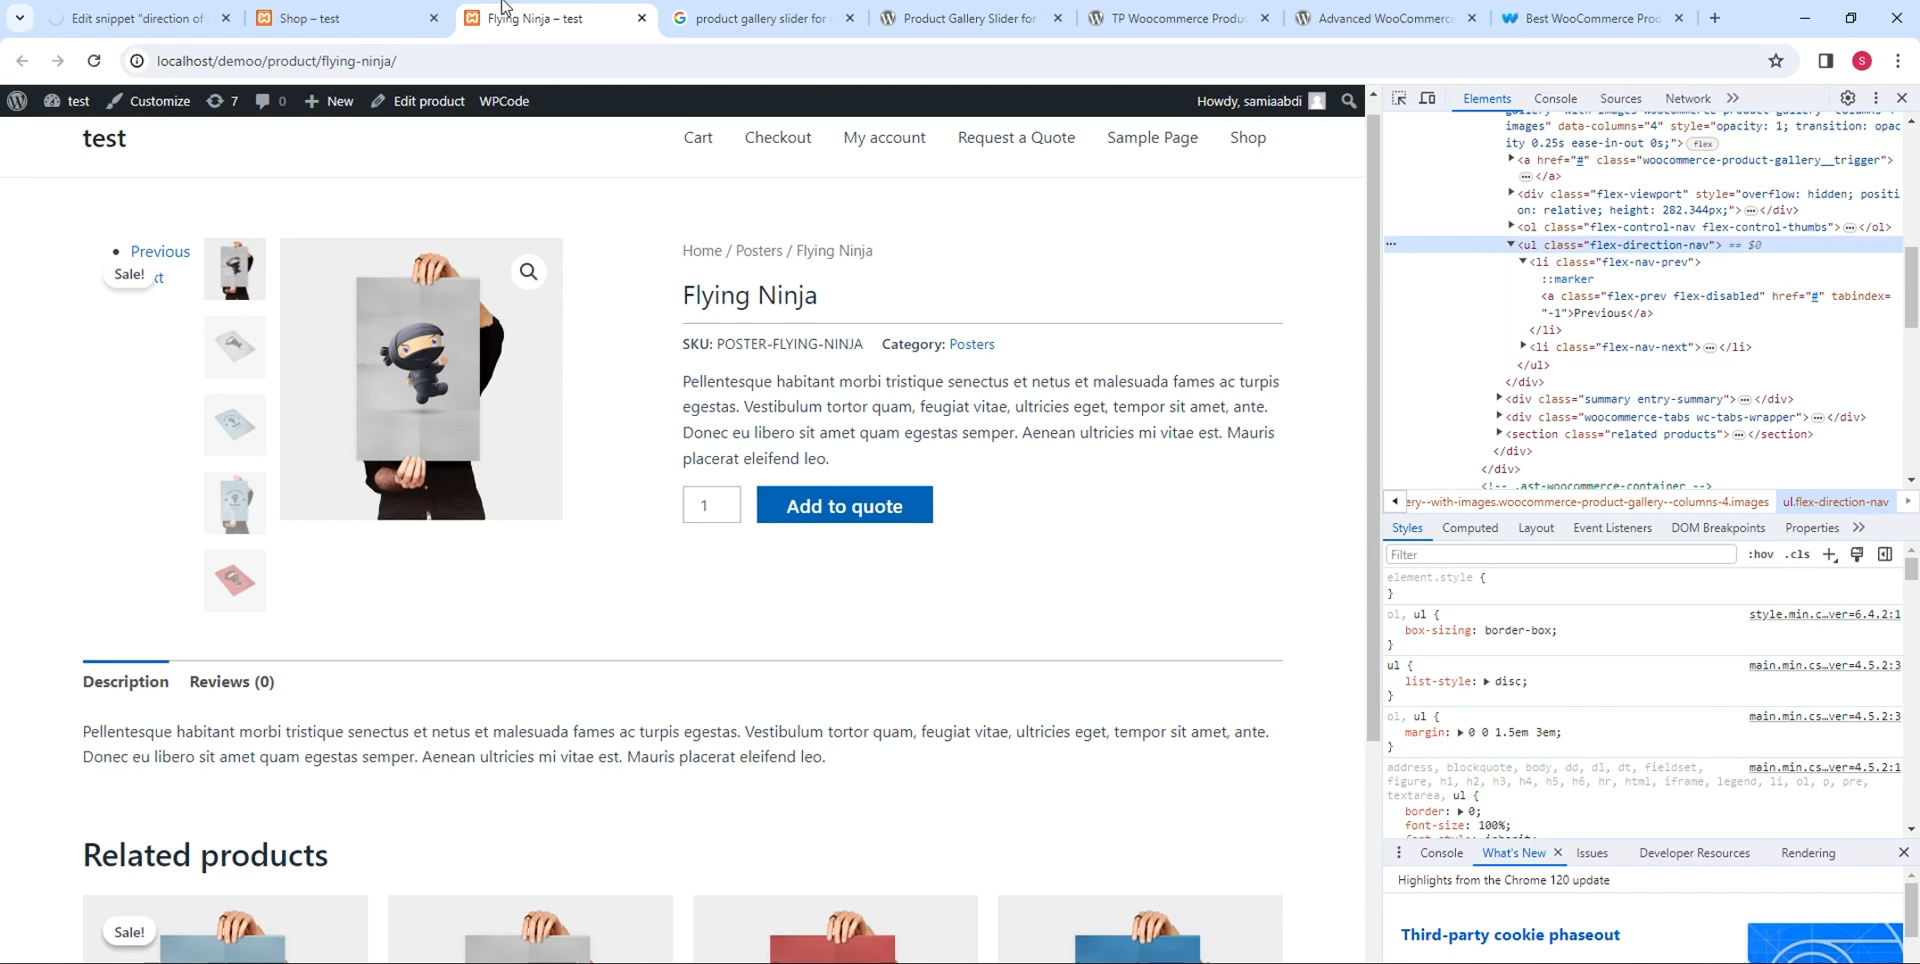 Edit snippet "direction of
Shop – test
Flying Ninja – test
product gallery slider for
Product Gallery Slider for
TP Woocommerce Produc
Advanced WooCommerc
Best WooCommerce Prod
localhost/demoo/product/flying-ninja/
S
test
Customize
7
0
New
Edit product
WPCode
Howdy, samiaabdi
test
Cart
Checkout
My account
Request a Quote
Sample Page
Shop
Previous
Sale!
xt
Home / Posters / Flying Ninja
Flying Ninja
SKU: POSTER-FLYING-NINJA Category: Posters
Pellentesque habitant morbi tristique senectus et netus et malesuada fames ac turpis
egestas. Vestibulum tortor quam, feugiat vitae, ultricies eget, tempor sit amet, ante.
Donec eu libero sit amet quam egestas semper. Aenean ultricies mi vitae est. Mauris
placerat eleifend leo.
1
Add to quote
Description
Reviews (0)
Pellentesque habitant morbi tristique senectus et netus et malesuada fames ac turpis egestas. Vestibulum tortor quam, feugiat vitae, ultricies eget, tempor sit amet, ante.
Donec eu libero sit amet quam egestas semper. Aenean ultricies mi vitae est. Mauris eleifend leo.
Related products
Sale!
Elements
Console
Sources
Network
images" data-columns="4" style="opacity: 1; transition: opac
ity 0.25s ease-in-out 0s;"> flex
<a href="#" class="woocommerce-product-gallery__trigger">
</a>
<div class="flex-viewport" style="overflow: hidden; positi
on: relative; height: 282.344px;"></div>
<ol class="flex-control-nav flex-control-thumbs"></ol>
<ul class="flex-direction-nav"> == $0
<li class="flex-nav-prev">
::marker
<a class="flex-prev flex-disabled" href="#" tabindex=
"-1">Previous</a>
</li>
<li class="flex-nav-next"></li>
</ul>
</div>
<div class="summary entry-summary"></div>
<div class="woocommerce-tabs wc-tabs-wrapper"></div>
<section class="related products"></section>
</div>
</div>
<!-- .ast-woocommerce-container -->
ery--with-images.woocommerce-product-gallery--columns-4.images
ul.flex-direction-nav
Styles
Computed
Layout
Event Listeners
DOM Breakpoints
Properties
Filter
:hov
.cls
element.style {
}
ol, ul {
style.min.c…ver=6.4.2:1
box-sizing: border-box;
}
ul {
main.min.cs…ver=4.5.2:3
list-style: disc;
}
ol, ul {
main.min.cs…ver=4.5.2:3
margin: 0 0 1.5em 3em;
}
address, blockquote, body, dd, dl, dt, fieldset,
main.min.cs…ver=4.5.2:1
figure, h1, h2, h3, h4, h5, h6, hr, html, iframe, legend, li, ol, p, pre,
textarea, ul {
border: 0;
font-size: 100%;
Console
What's New
Issues
Developer Resources
Rendering
Highlights from the Chrome 120 update
Third-party cookie phaseout